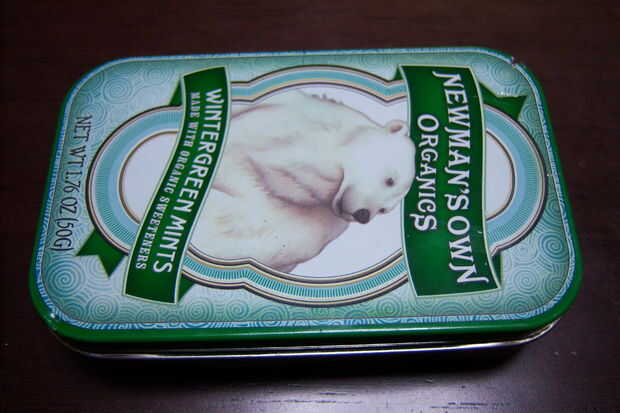 NEWMAN'S OWN
ORGANICS
WINTERGREEN MINTS
MADE WITH ORGANIC SWEETENERS
NET WT 1.76 OZ (50G)